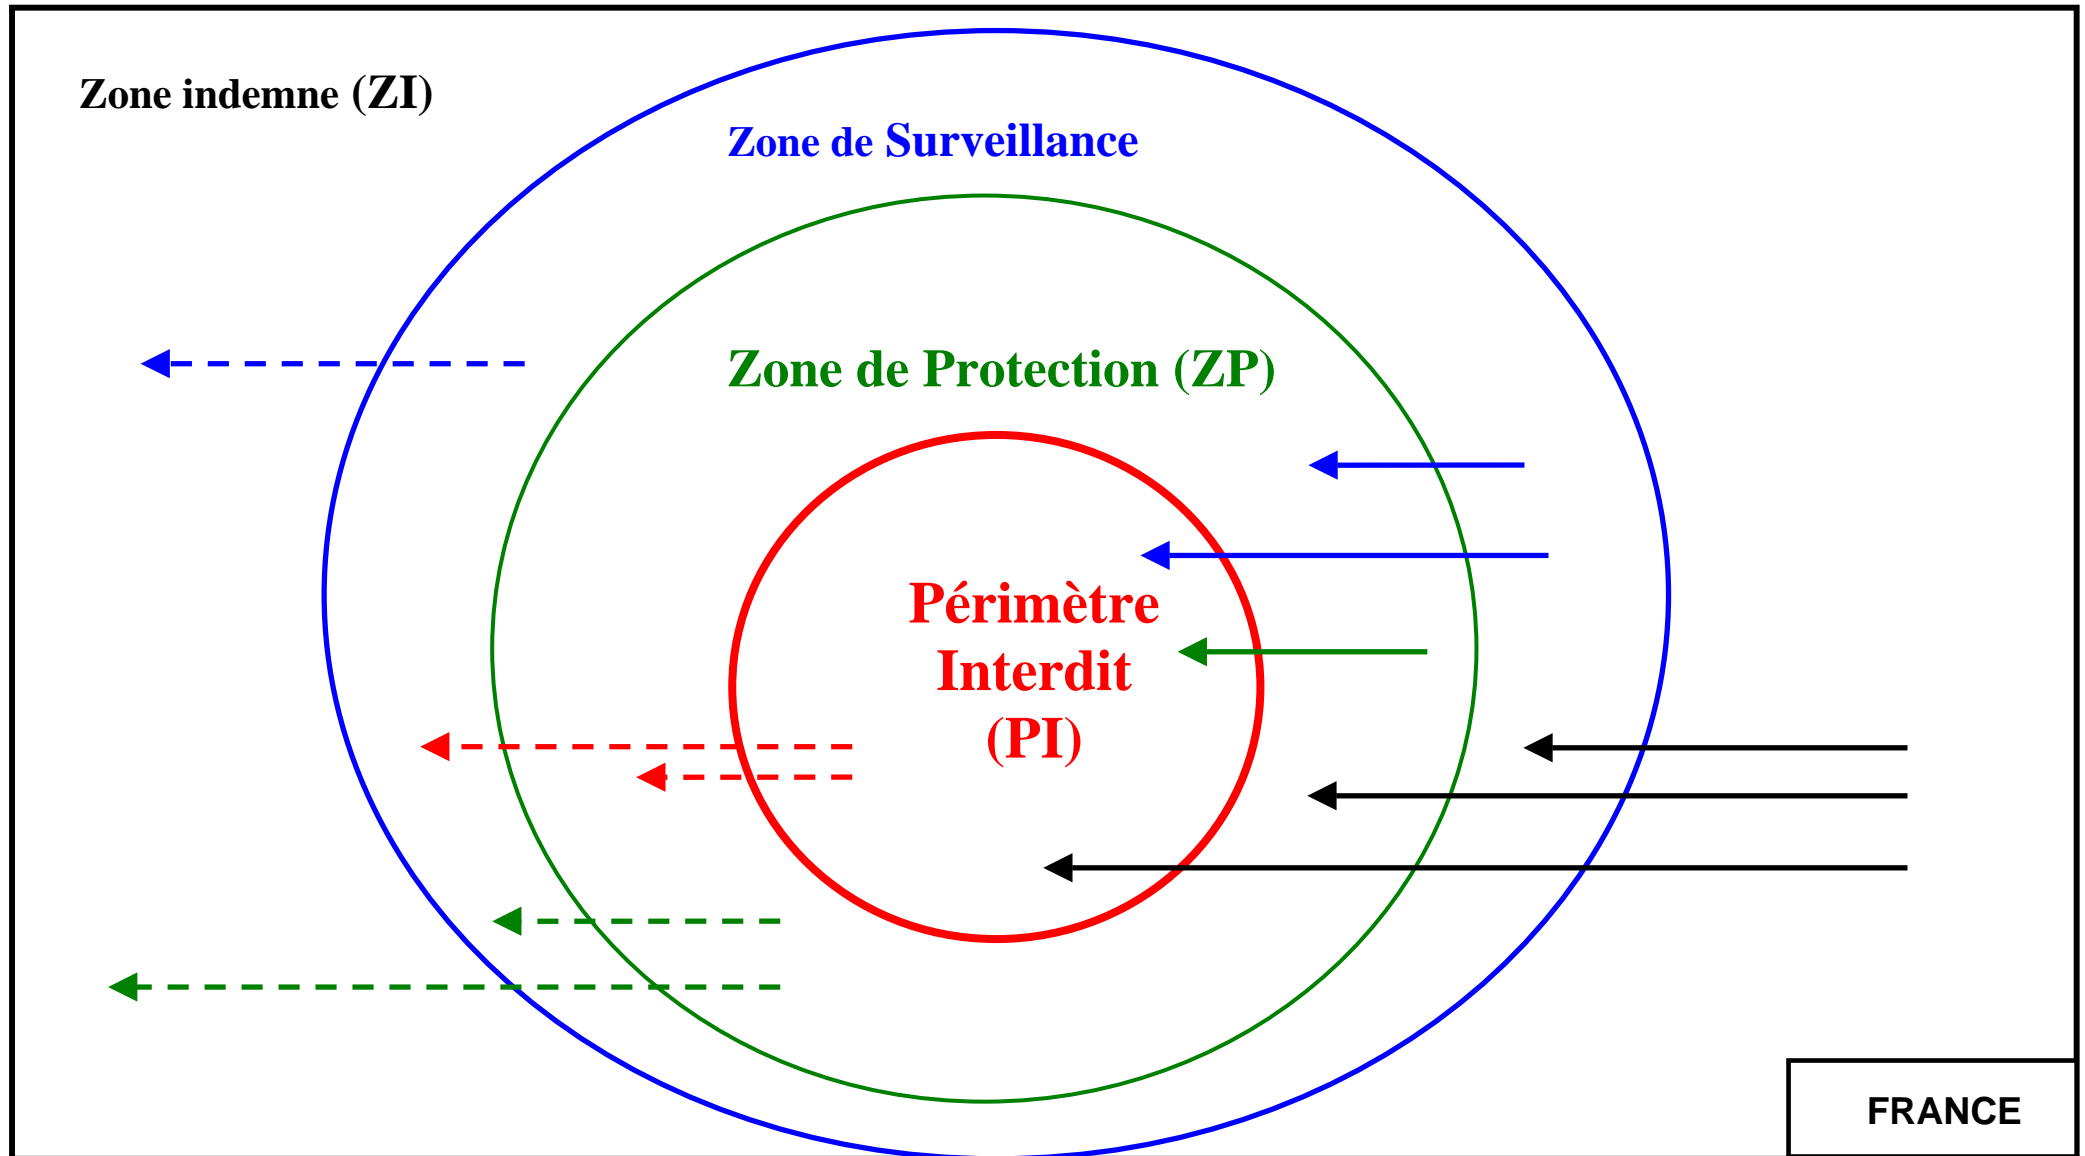 Zone indemne (ZI)
Zone de Surveillance
Zone de Protection (ZP)
Périmètre
Interdit
(PI)
FRANCE